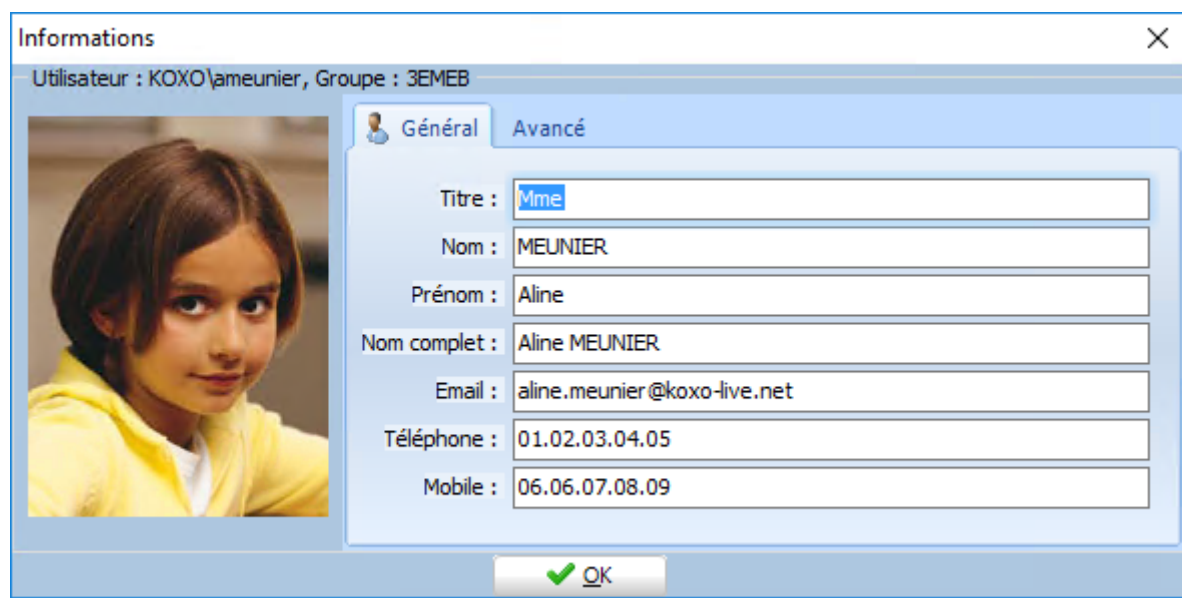 Informations
Utilisateur : KOXO\ameunier, Groupe : 3EMEB
Général Avancé
Titre : Mme
Nom : MEUNIER
Prénom : Aline
Nom complet : Aline MEUNIER
Email : aline.meunier@koxo-live.net
Téléphone : 01.02.03.04.05
Mobile : 06.06.07.08.09
OK